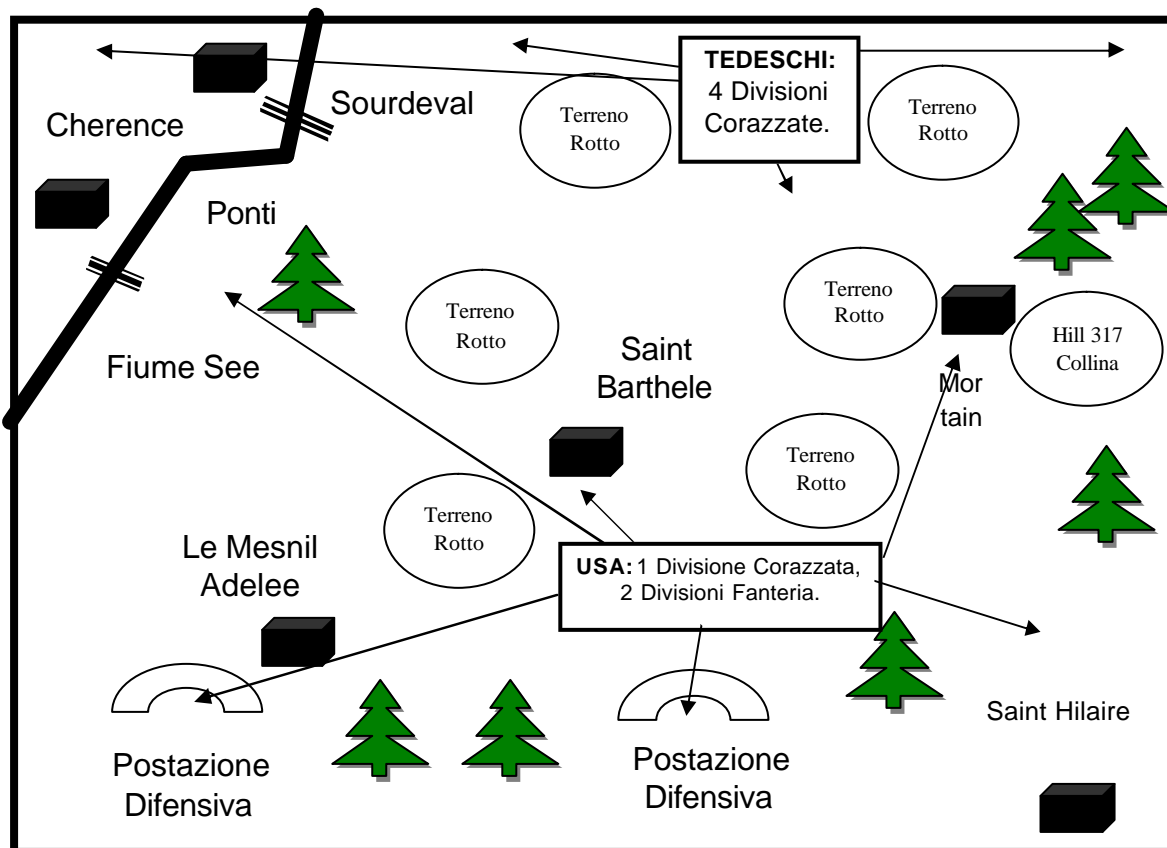 TEDESCHI:
4 Divisioni
Corazzate.
Sourdeval
Cherence
Terreno
Rotto
Terreno
Rotto
Ponti
Terreno
Rotto
Terreno
Rotto
Hill 317
Collina
Fiume See
Saint
Barthele
Mor
tain
Terreno
Rotto
Terreno
Rotto
Le Mesnil
Adelee
USA: 1 Divisione Corazzata,
2 Divisioni Fanteria.
Saint Hilaire
Postazione
Difensiva
Postazione
Difensiva